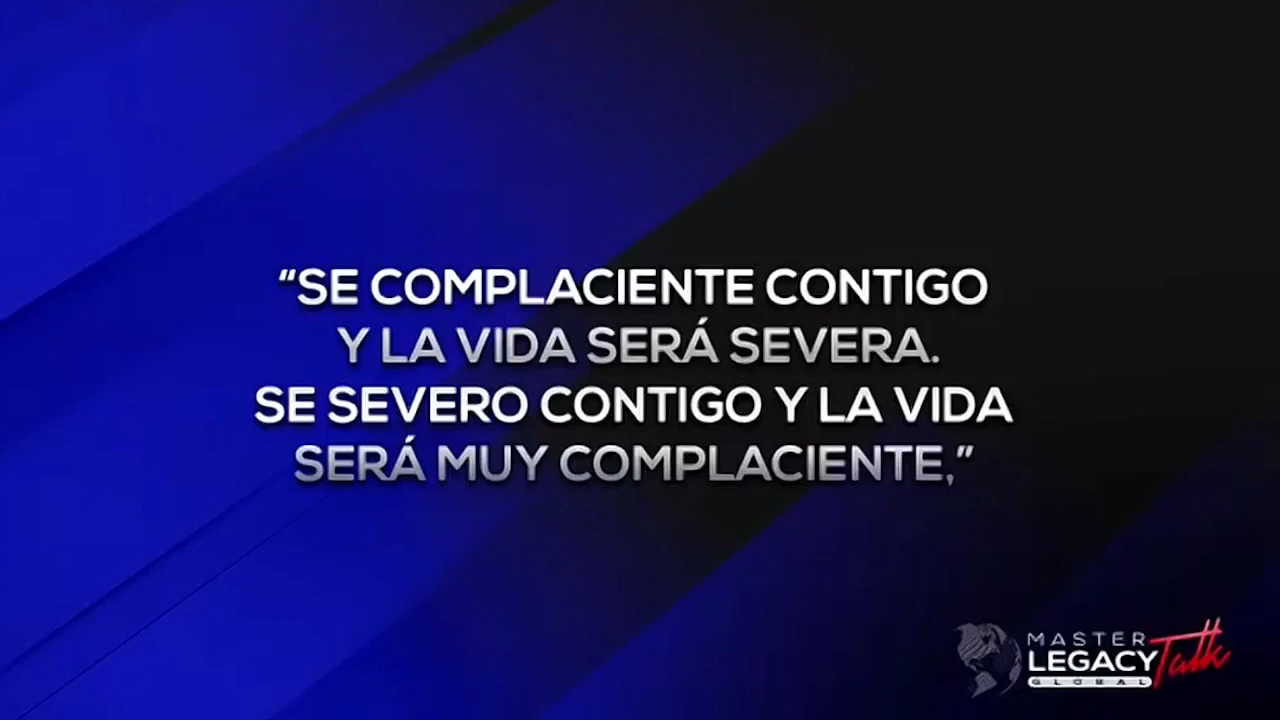 “SE COMPLACIENTE CONTIGO
Y LA VIDA SERÁ SEVERA.
SE SEVERO CONTIGO Y LA VIDA
SERÁ MUY COMPLACIENTE,”
MASTER
LEGACY Talk
GLOBAL